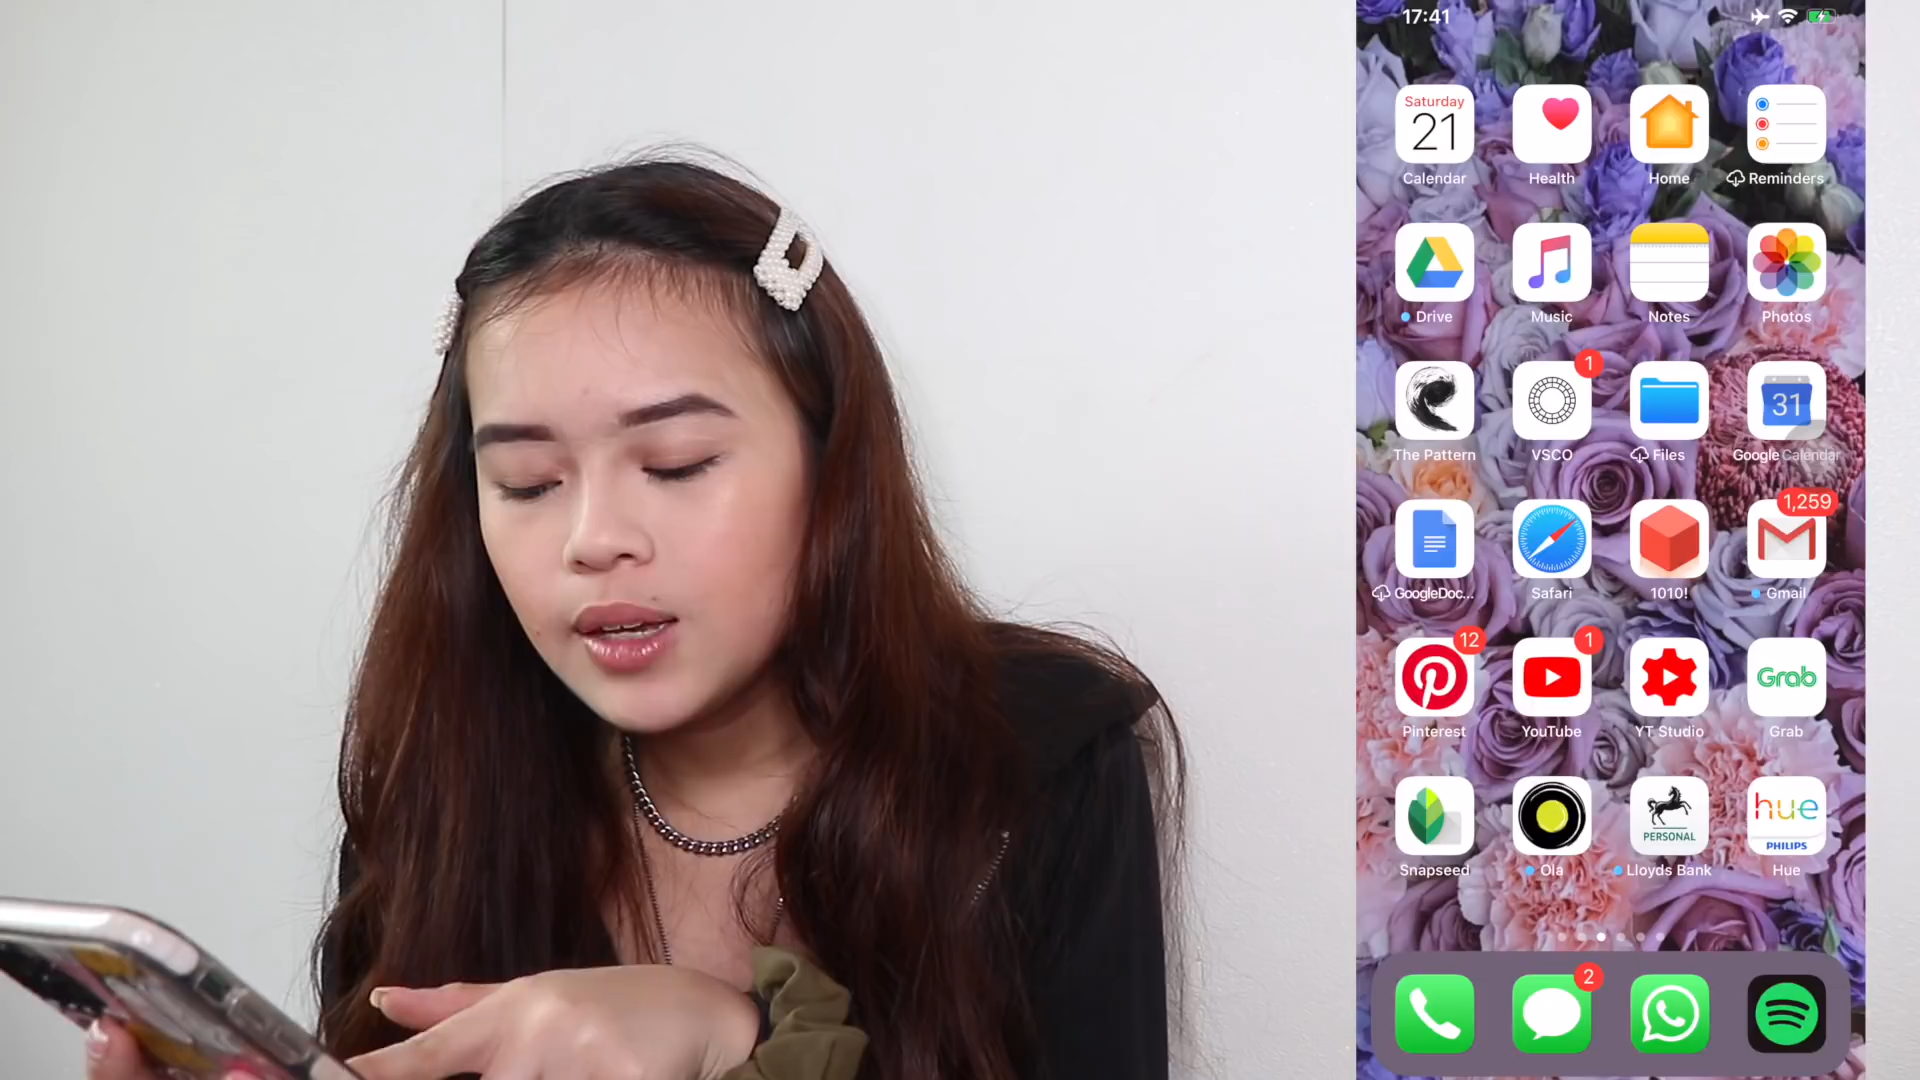 17:41
Saturday
21
Calendar
Health
Home
Reminders
Drive
Music
Notes
Photos
1
31
The Pattern
VSCO
Files
Google Calendar
1,259
GoogleDoc...
Safari
1010!
Gmail
12
1
Grab
Pinterest
YouTube
YT Studio
Grab
PERSONAL
hue
PHILIPS
Snapseed
Ola
Lloyds Bank
Hue
2